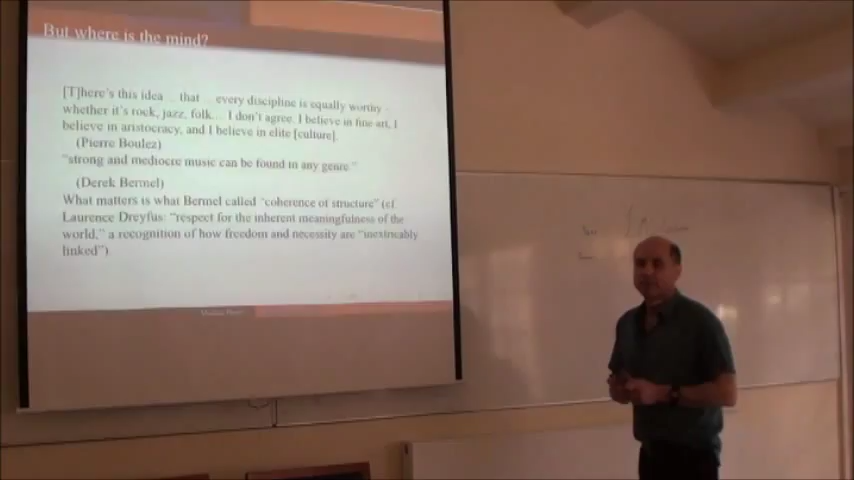 But where is the mind?
[T]here's this idea ... that ... every discipline is equally worthy -
whether it's rock, jazz, folk... I don't agree. I believe in fine art, I
believe in aristocracy, and I believe in elite [culture].
(Pierre Boulez)
"strong and mediocre music can be found in any genre."
(Derek Bermel)
What matters is what Bermel called "coherence of structure" (cf.
Laurence Dreyfus: "respect for the inherent meaningfulness of the
world," a recognition of how freedom and necessity are "inextricably
linked")